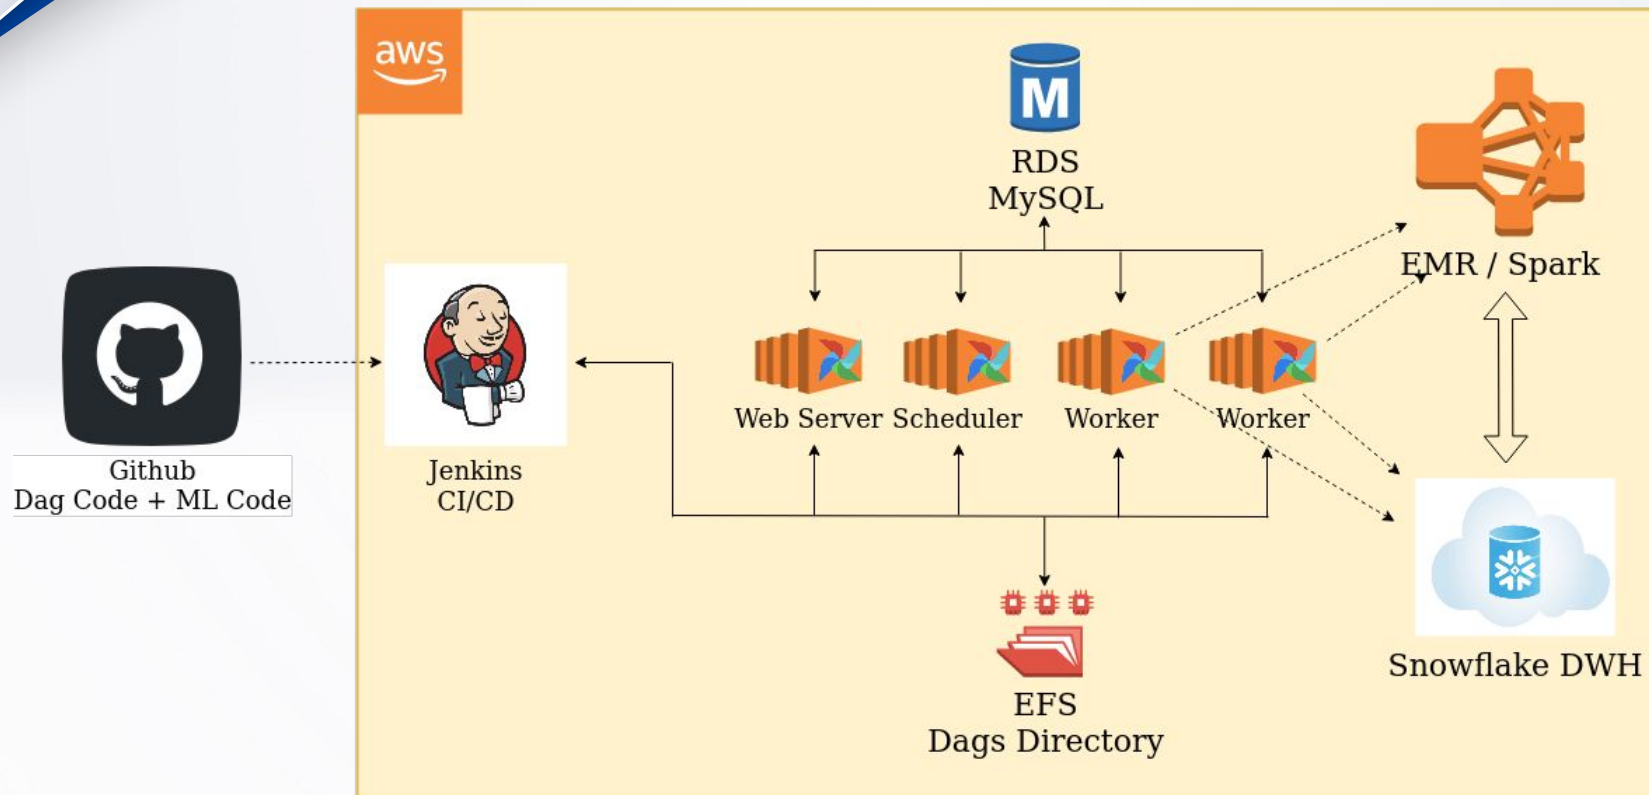 aws
RDS
MySQL
M
EMR / Spark
Github
Dag Code + ML Code
Jenkins
CI/CD
Web Server
Scheduler
Worker
Worker
EFS
Dags Directory
Snowflake DWH